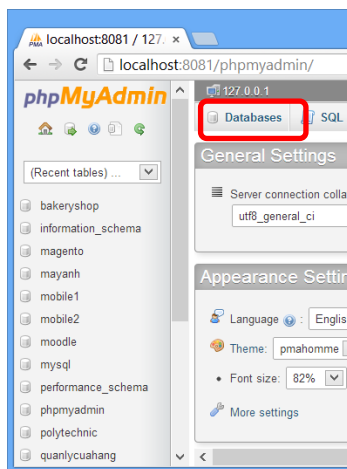 localhost:8081 / 127.
localhost:8081/phpmyadmin/
phpMyAdmin
127.0.0.1
Databases
SQL
General Settings
(Recent tables) ...
Server connection colla
utf8_general_ci
bakeryshop
information_schema
magento
mayanh
mobile1
mobile2
moodle
mysql
performance_schema
phpmyadmin
polytechnic
quanlycuahang
Appearance Settin
Language : Englis
Theme: pmahomme
Font size: 82%
More settings